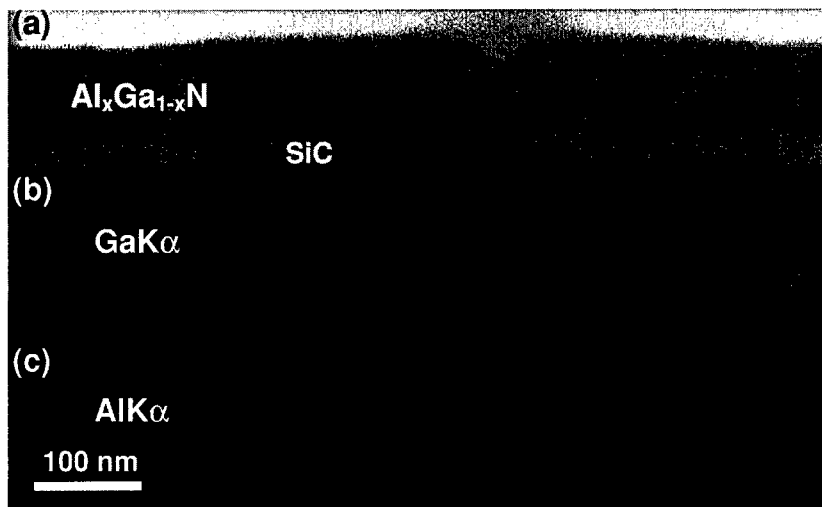 (a)
AlxGa1-xN
SiC
(b)
GaKα
(c)
AlKα
100 nm